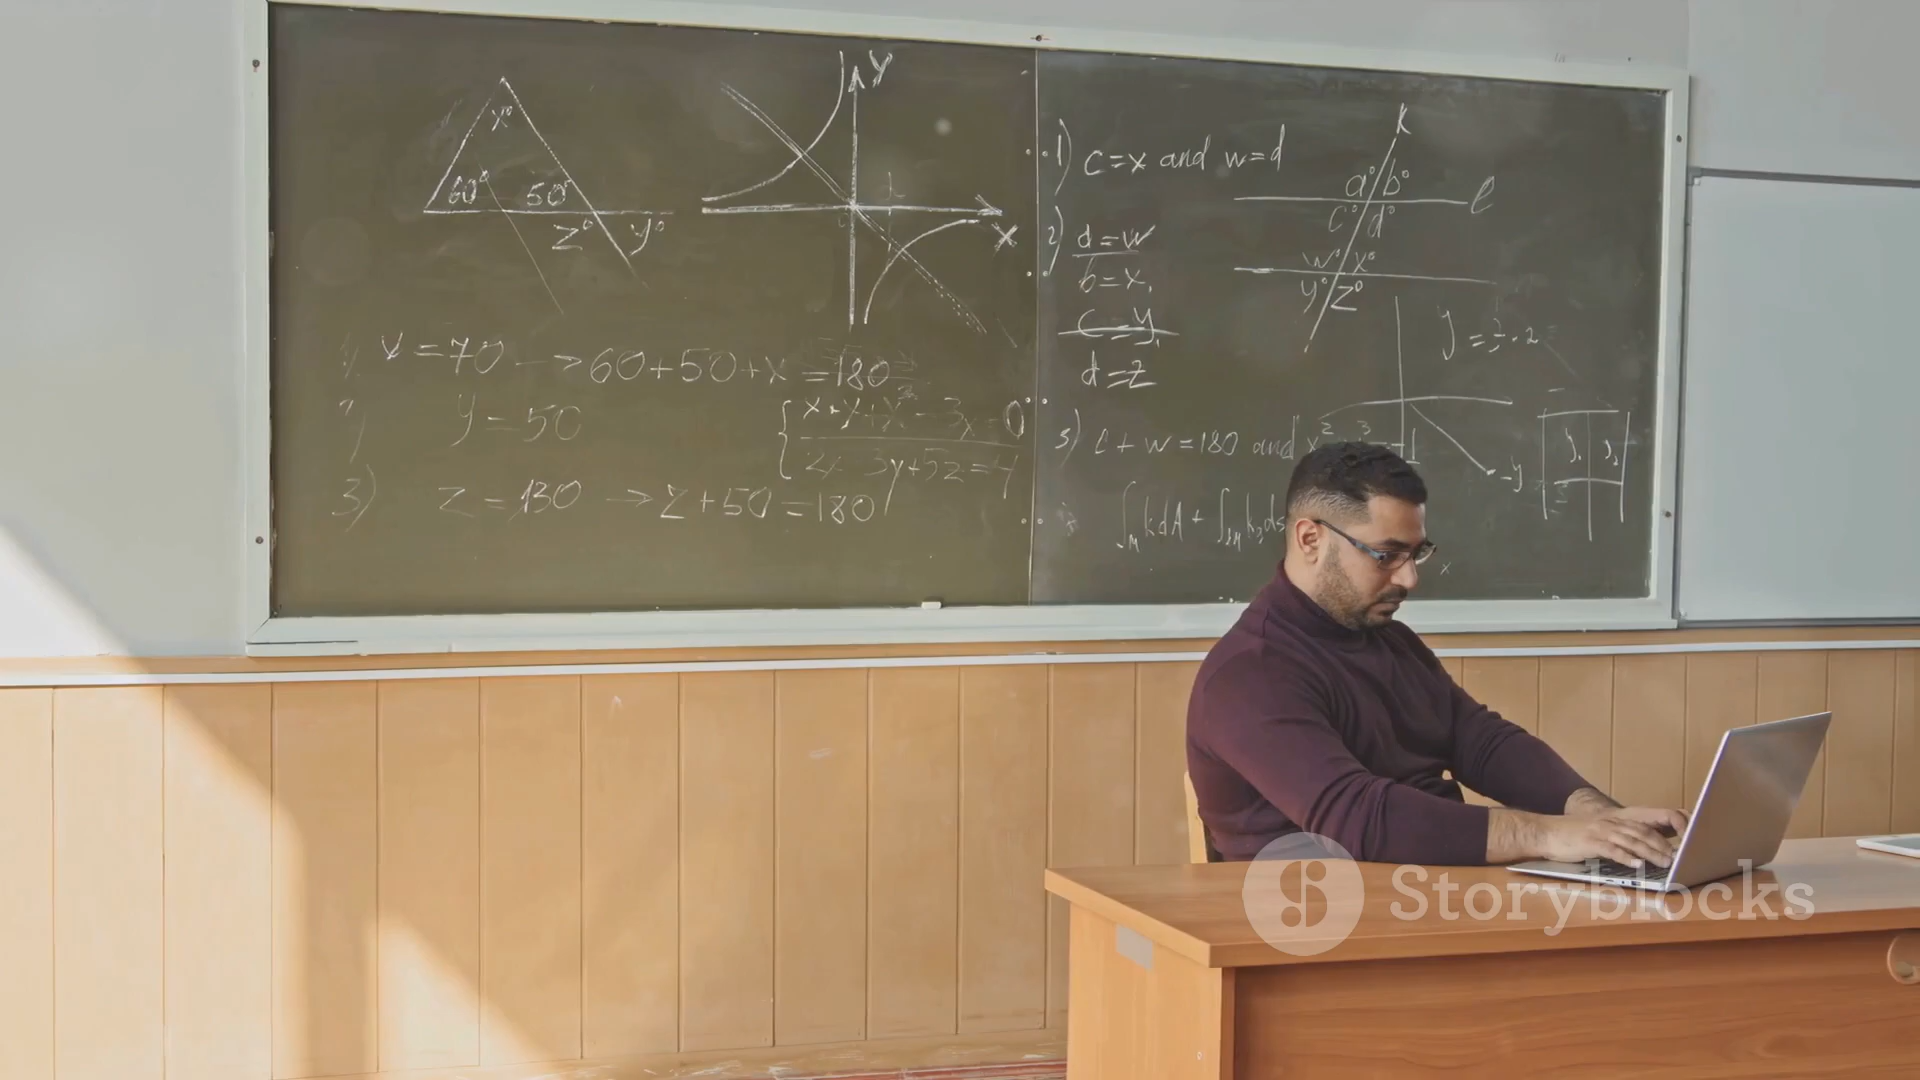 x°
60° 50°
z° y°
y
x
x = 70 → 60 + 50 + x = 180
2) y = 50
3) z = 130 → z + 50 = 180
1) c = x and w = d
2) d = w
b = x,
c = y,
d = z
3) c + w = 180 and
∫M k dA + ∫∂M
K
a° b° l
c° d°
w° x°
y° z°
Storyblocks